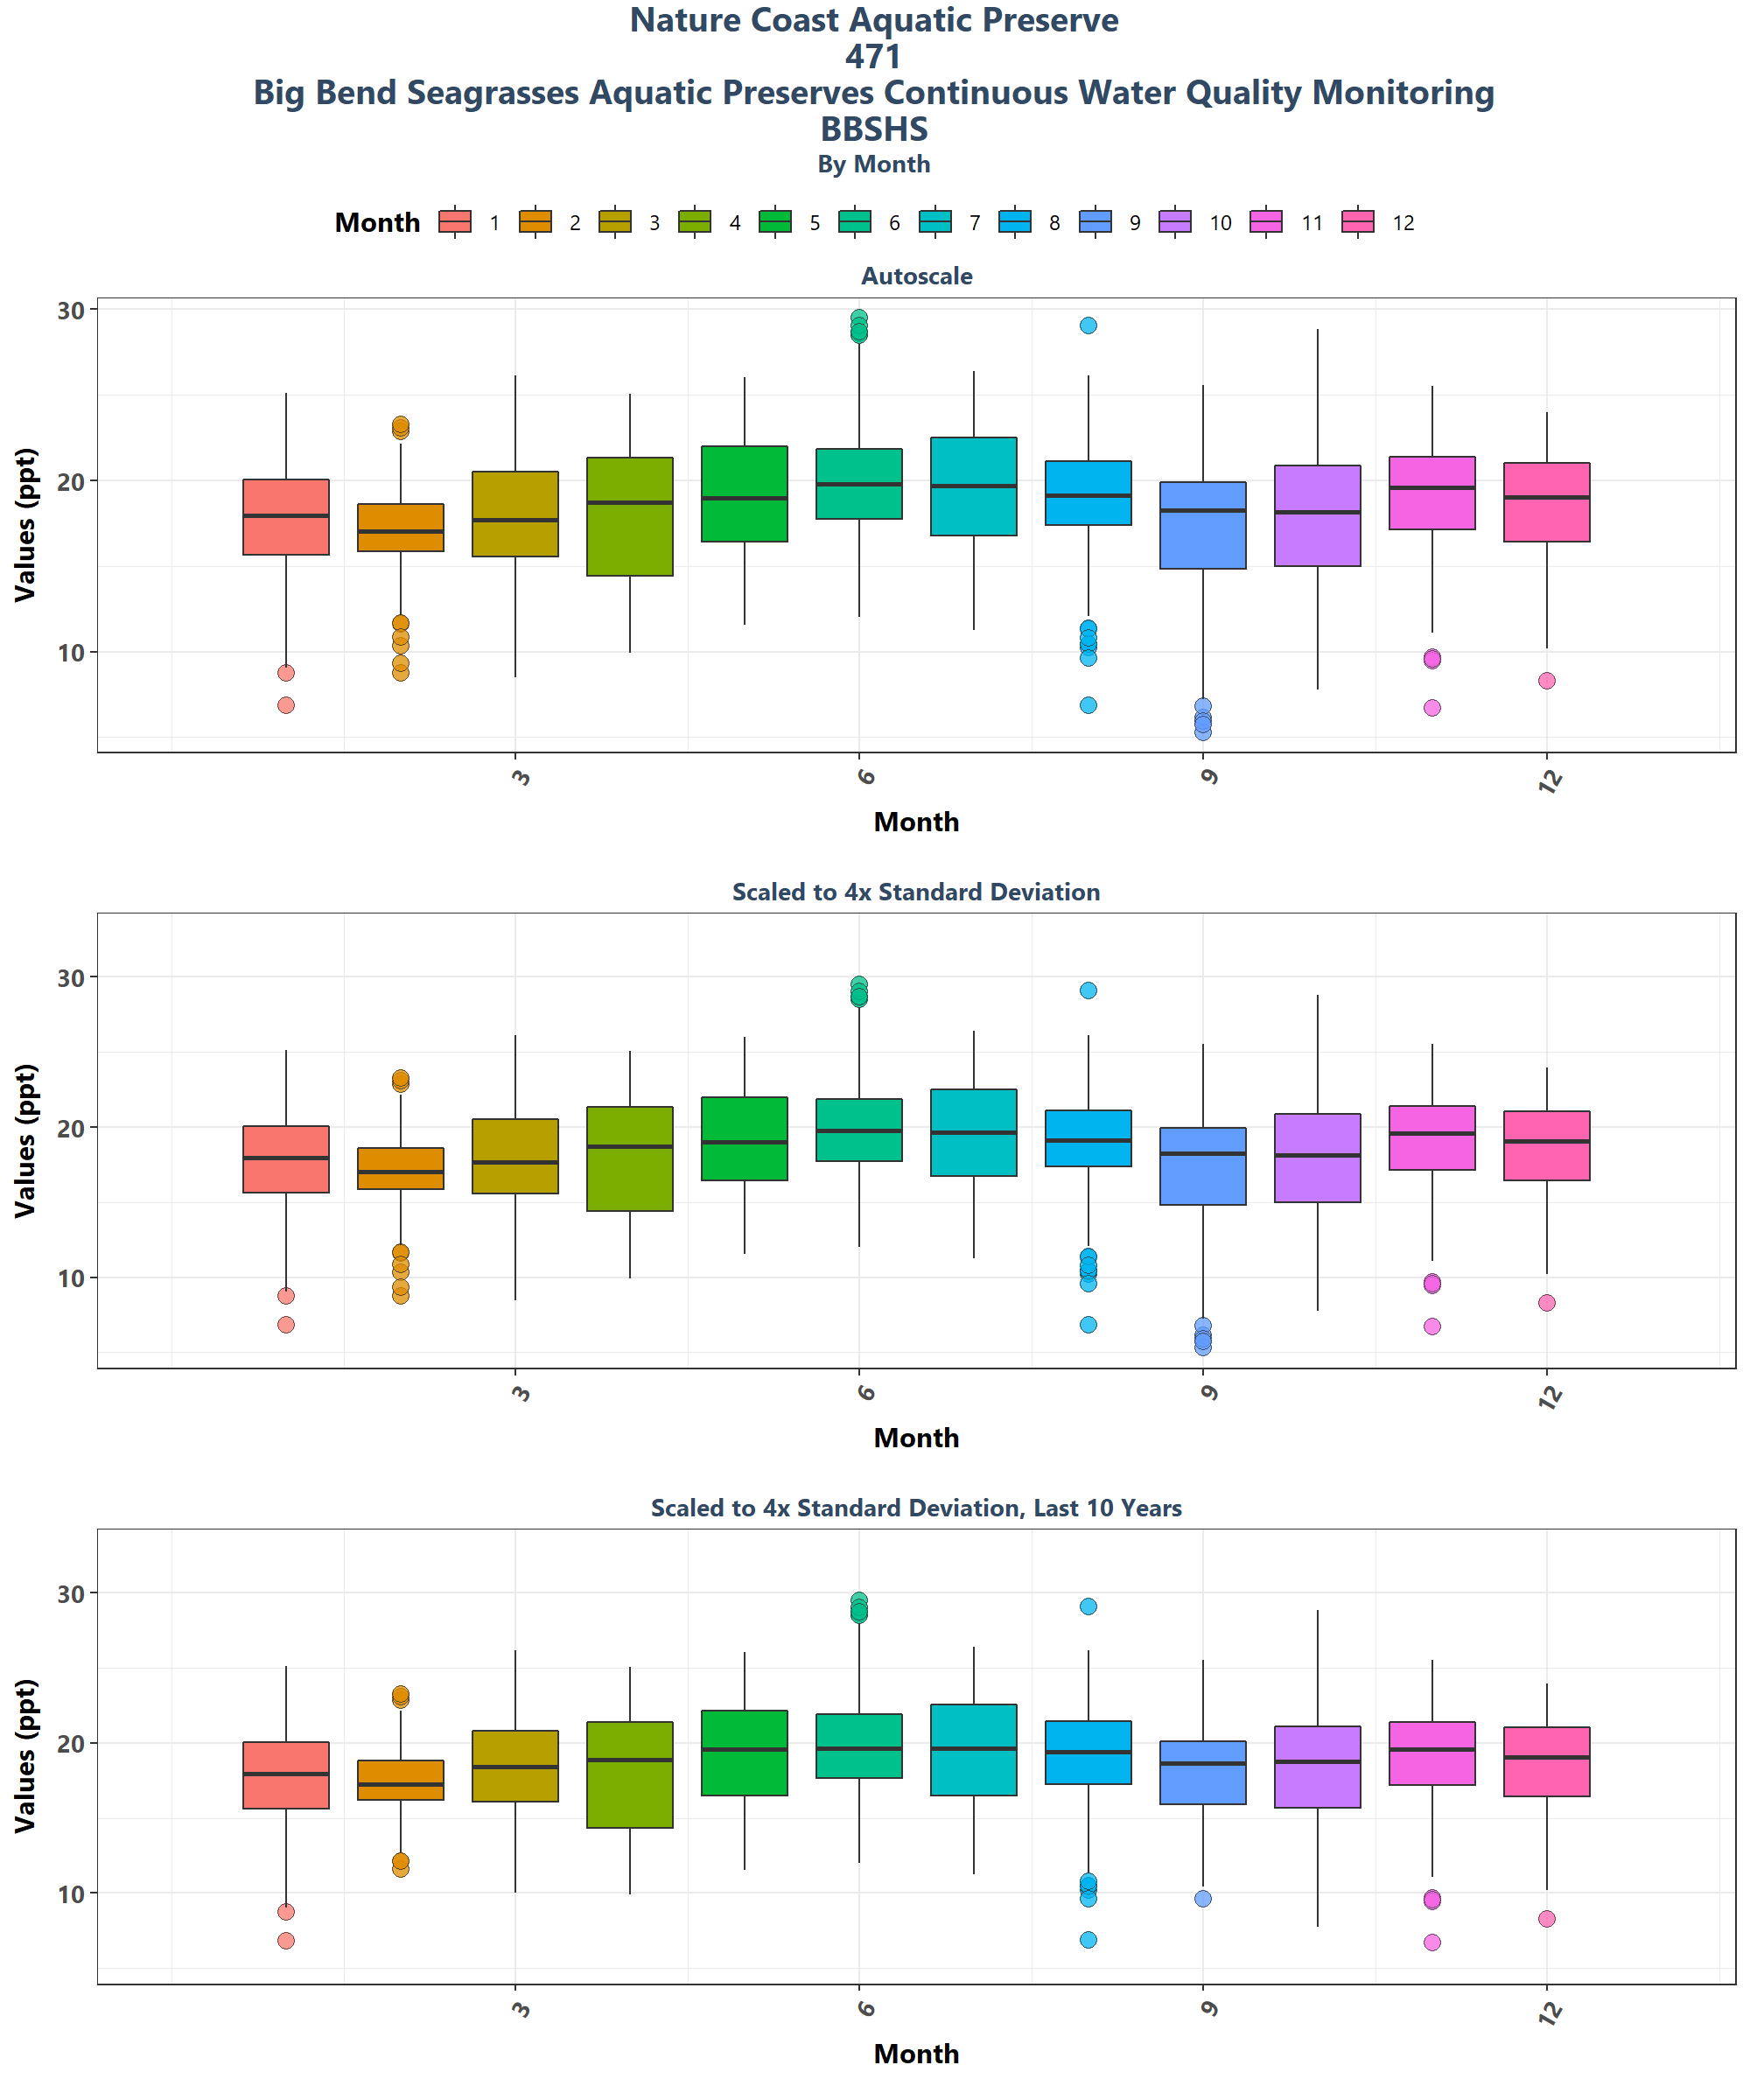 Nature Coast Aquatic Preserve
471
Big Bend Seagrasses Aquatic Preserves Continuous Water Quality Monitoring
BBSHS
By Month
Month 1 2 3 4 5 6 7 8 9 10 11 12
Autoscale
Values (ppt)
30
20
10
3 6 9 12
Month
Scaled to 4x Standard Deviation
Values (ppt)
30
20
10
3 6 9 12
Month
Scaled to 4x Standard Deviation, Last 10 Years
Values (ppt)
30
20
10
3 6 9 12
Month